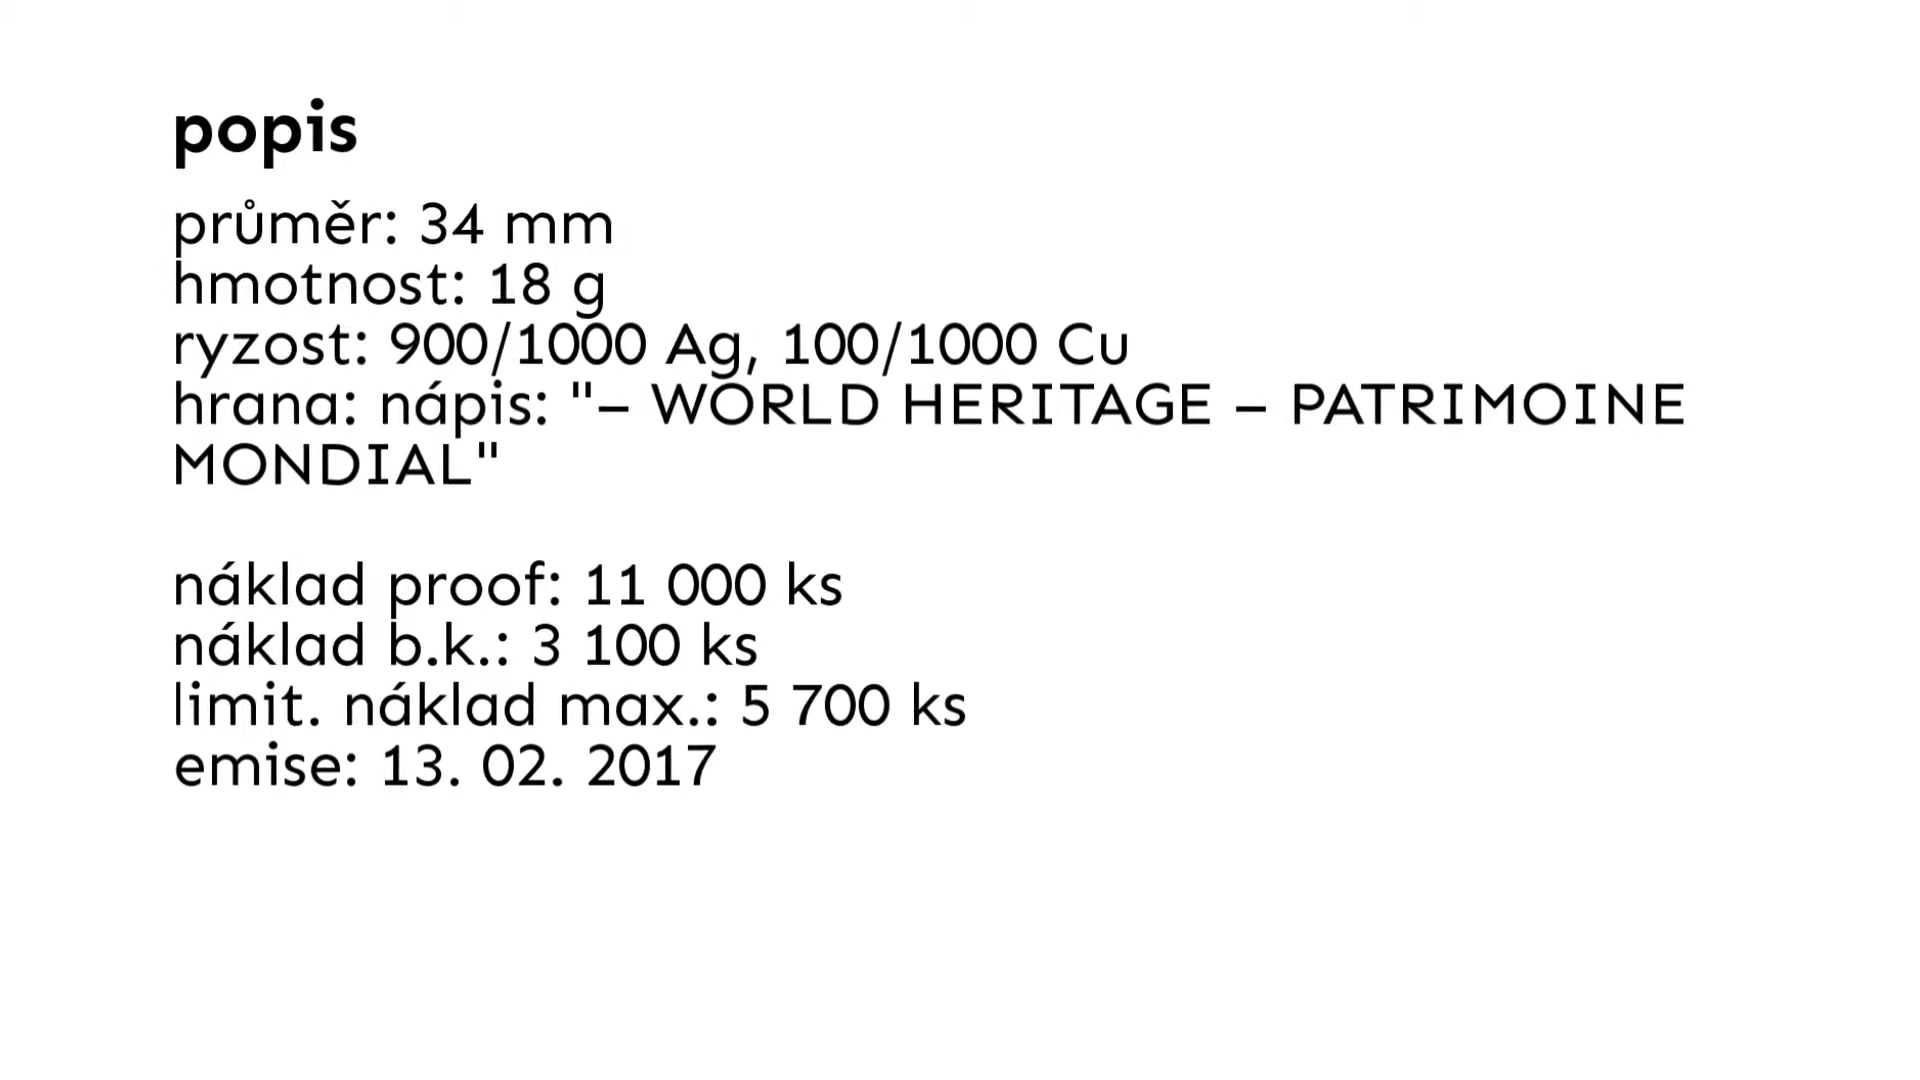 popis
průměr: 34 mm
hmotnost: 18 g
ryzost: 900/1000 Ag, 100/1000 Cu
hrana: nápis: "– WORLD HERITAGE – PATRIMOINE
MONDIAL"
náklad proof: 11 000 ks
náklad b.k.: 3 100 ks
limit. náklad max.: 5 700 ks
emise: 13. 02. 2017